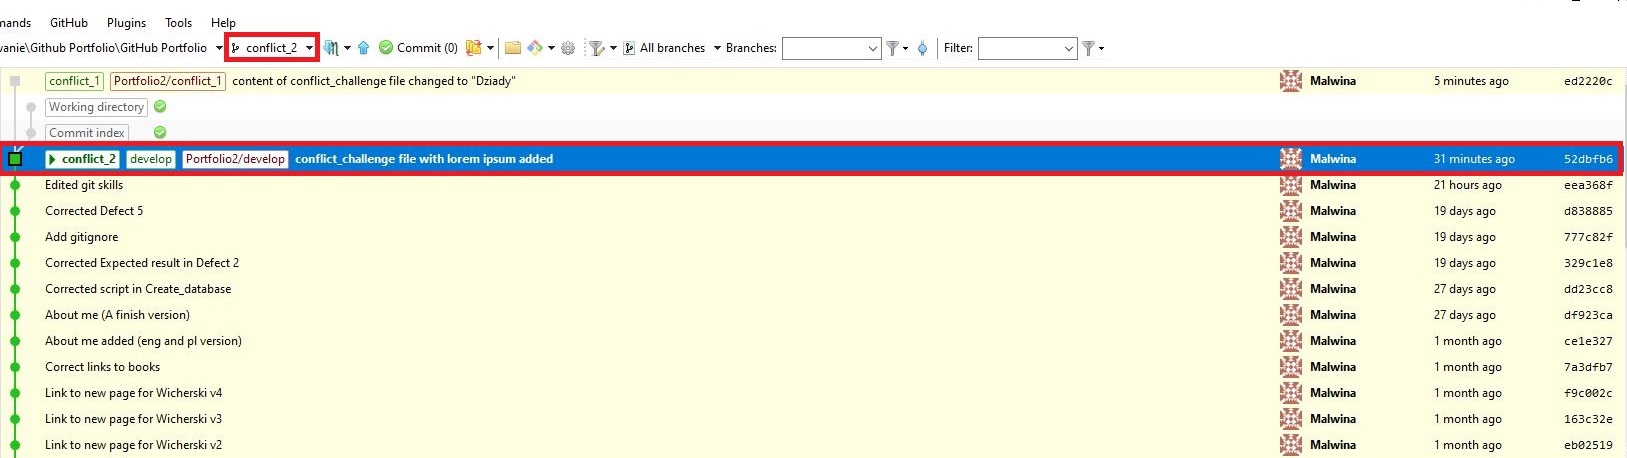 mands GitHub Plugins Tools Help
wanie\Github Portfolio\GitHub Portfolio conflict_2 Commit (0) All branches Branches: Filter:
conflict_1 Portfolio2/conflict_1 content of conflict_challenge file changed to "Dziady" Malwina 5 minutes ago ed2220c
Working directory
Commit index
conflict_2 develop Portfolio2/develop conflict_challenge file with lorem ipsum added Malwina 31 minutes ago 52dbfb6
Edited git skills Malwina 21 hours ago eea368f
Corrected Defect 5 Malwina 19 days ago d838885
Add gitignore Malwina 19 days ago 777c82f
Corrected Expected result in Defect 2 Malwina 19 days ago 329c1e8
Corrected script in Create_database Malwina 27 days ago dd23cc8
About me (A finish version) Malwina 27 days ago df923ca
About me added (eng and pl version) Malwina 1 month ago ce1e327
Correct links to books Malwina 1 month ago 7a3dfb7
Link to new page for Wicherski v4 Malwina 1 month ago f9c002c
Link to new page for Wicherski v3 Malwina 1 month ago 163c32e
Link to new page for Wicherski v2 Malwina 1 month ago eb02519